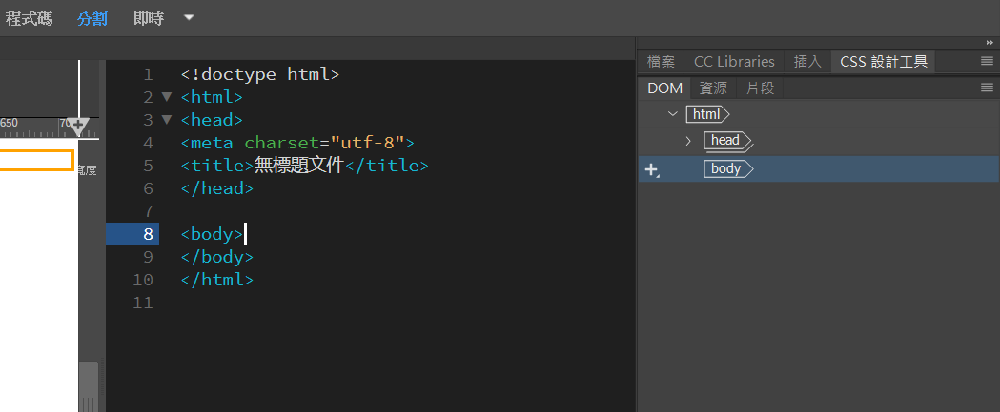 程式碼 分割 即時
檔案 CC Libraries 插入 CSS 設計工具
DOM 資源 片段
html
head
body
650
寬度
1 <!doctype html>
2 <html>
3 <head>
4 <meta charset="utf-8">
5 <title>無標題文件</title>
6 </head>
7
8 <body>
9 </body>
10 </html>
11